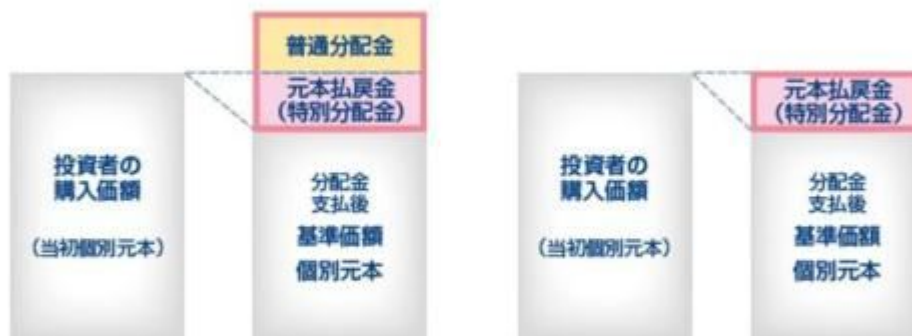 普通分配金
元本払戻金
（特別分配金）
投資者の
購入価額
（当初個別元本）
分配金
支払後
基準価額
個別元本
元本払戻金
（特別分配金）
投資者の
購入価額
（当初個別元本）
分配金
支払後
基準価額
個別元本